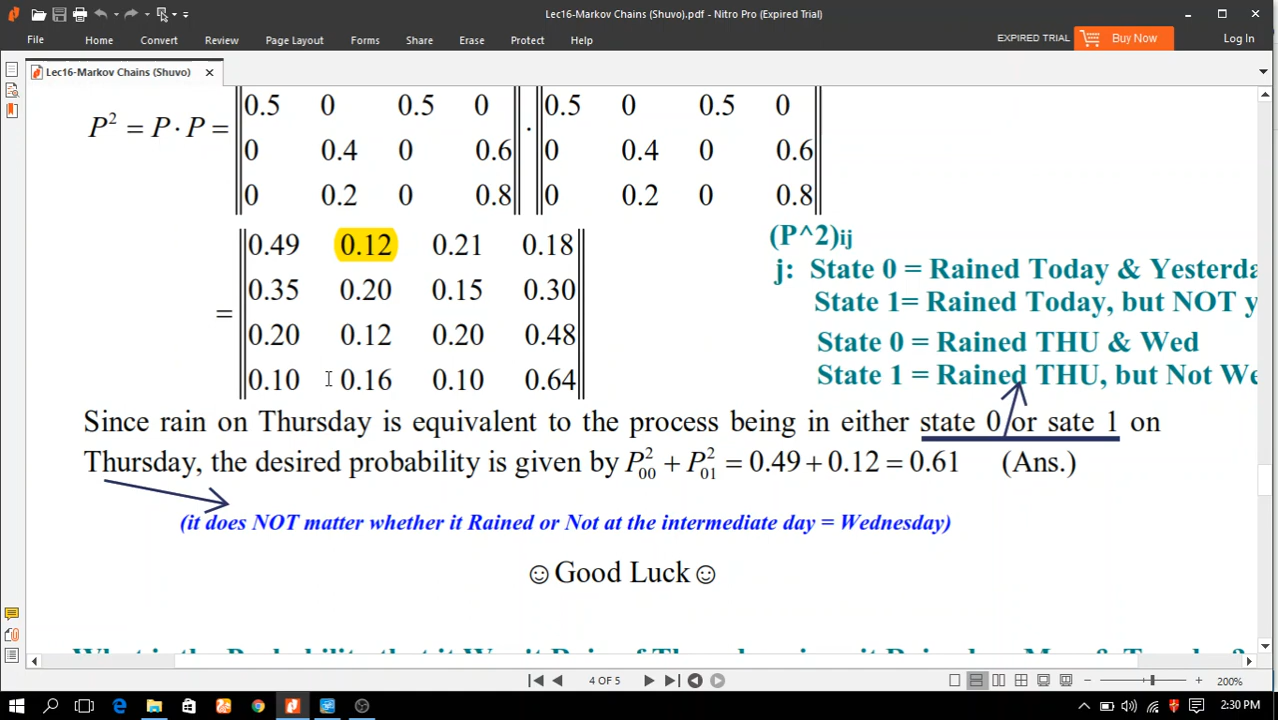 Lec16-Markov Chains (Shuvo).pdf - Nitro Pro (Expired Trial)
File Home Convert Review Page Layout Forms Share Erase Protect Help EXPIRED TRIAL Buy Now Log In
Lec16-Markov Chains (Shuvo) ×
0.5 0 0.5 0 0.5 0 0.5 0
P² = P · P = 0 0.4 0 0.6 · 0 0.4 0 0.6
0 0.2 0 0.8 0 0.2 0 0.8
0.49 0.12 0.21 0.18
0.35 0.20 0.15 0.30
= 0.20 0.12 0.20 0.48
0.10 0.16 0.10 0.64
(P^2)ij
j: State 0 = Rained Today & Yesterda
State 1= Rained Today, but NOT y
State 0 = Rained THU & Wed
State 1 = Rained THU, but Not We
Since rain on Thursday is equivalent to the process being in either state 0 or sate 1 on
Thursday, the desired probability is given by P²₀₀ + P²₀₁ = 0.49 + 0.12 = 0.61 (Ans.)
(it does NOT matter whether it Rained or Not at the intermediate day = Wednesday)
☺Good Luck☺
4 OF 5 200%
2:30 PM